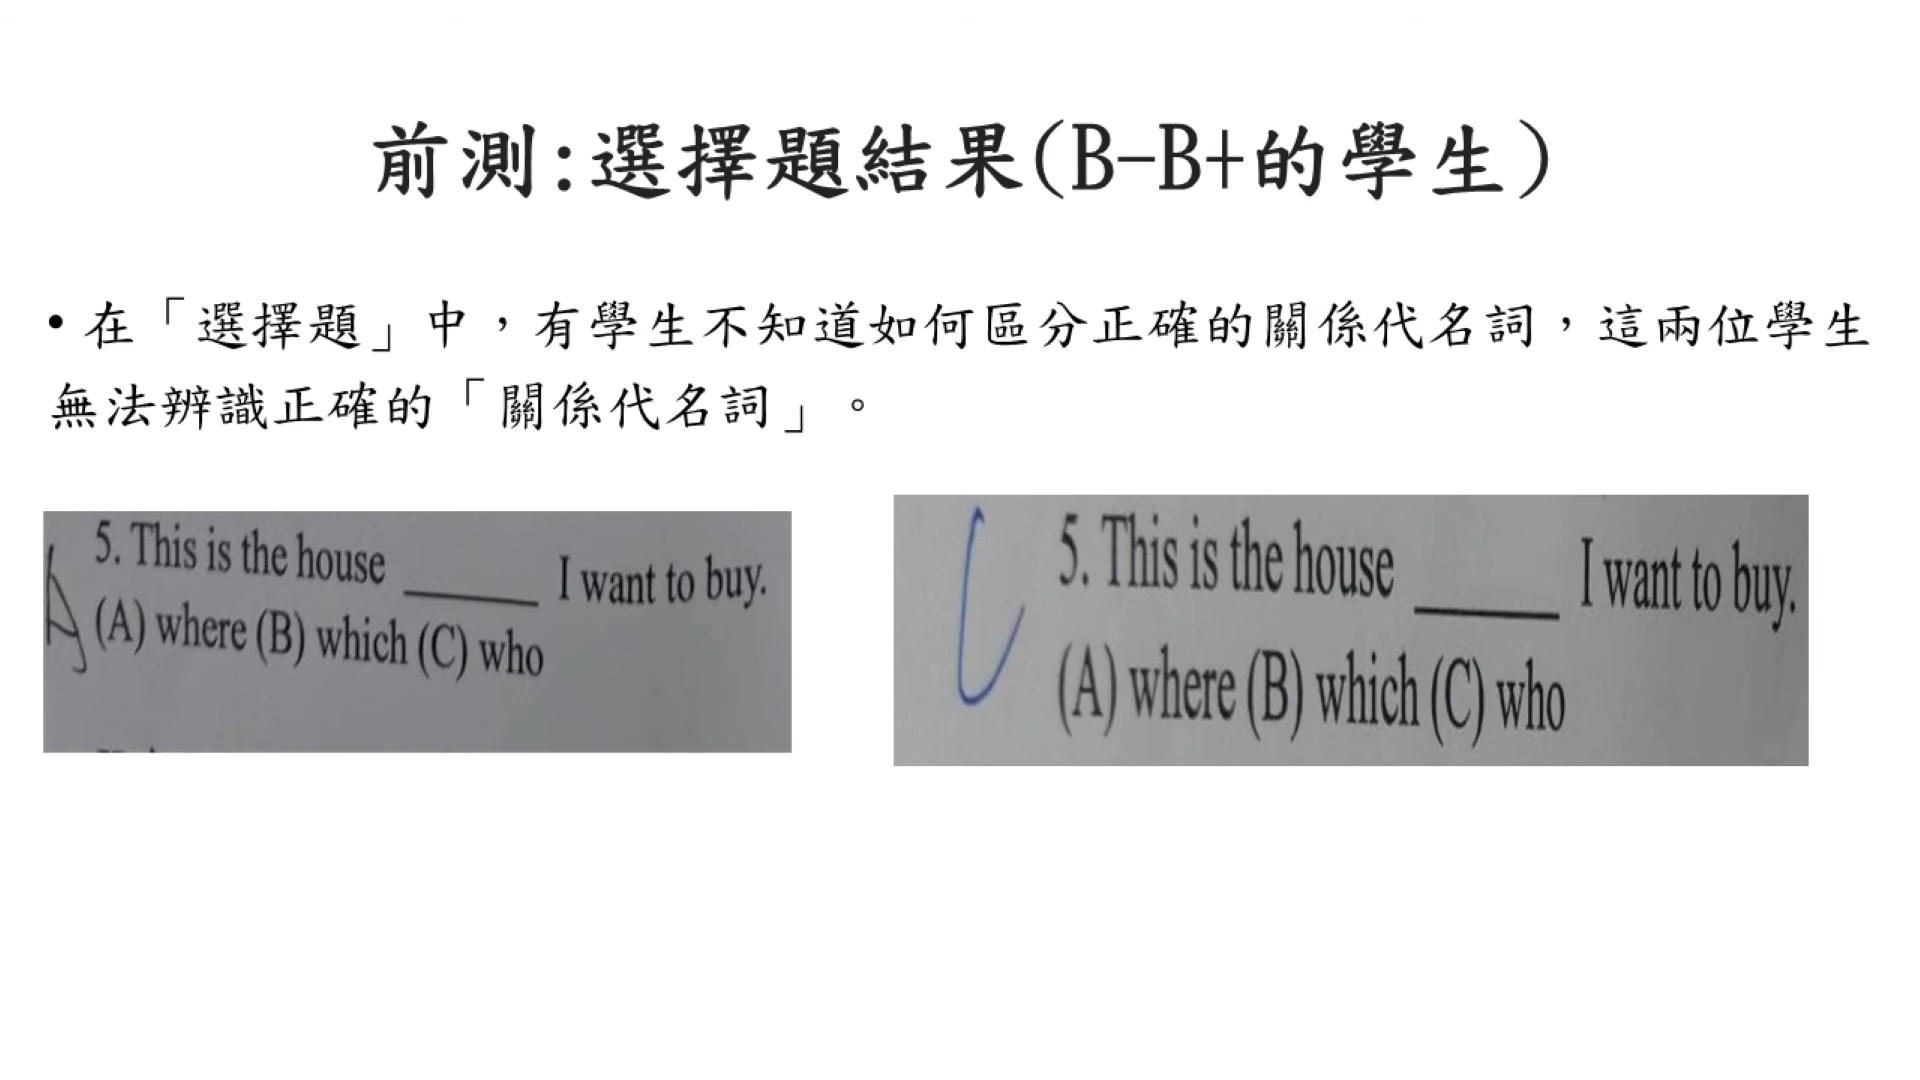 前測:選擇題結果(B-B+的學生)
• 在「選擇題」中，有學生不知道如何區分正確的關係代名詞，這兩位學生
無法辨識正確的「關係代名詞」。
A
5. This is the house _____ I want to buy.
(A) where (B) which (C) who
C
5. This is the house _____ I want to buy.
(A) where (B) which (C) who